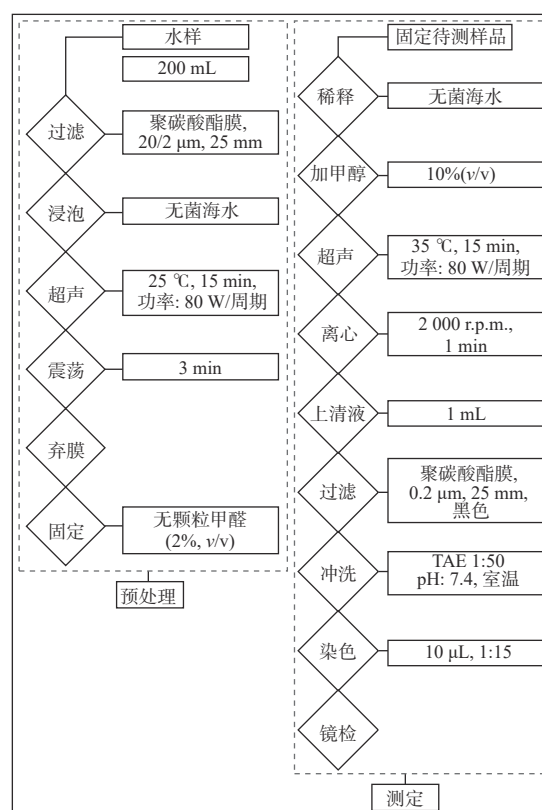 水样
200 mL
过滤
聚碳酸酯膜,
20/2 μm, 25 mm
浸泡
无菌海水
超声
25 ℃, 15 min,
功率: 80 W/周期
震荡
3 min
弃膜
固定
无颗粒甲醛
(2%, v/v)
预处理
固定待测样品
稀释
无菌海水
加甲醇
10%(v/v)
超声
35 ℃, 15 min,
功率: 80 W/周期
离心
2 000 r.p.m.,
1 min
上清液
1 mL
过滤
聚碳酸酯膜,
0.2 μm, 25 mm,
黑色
冲洗
TAE 1:50
pH: 7.4, 室温
染色
10 μL, 1:15
镜检
测定